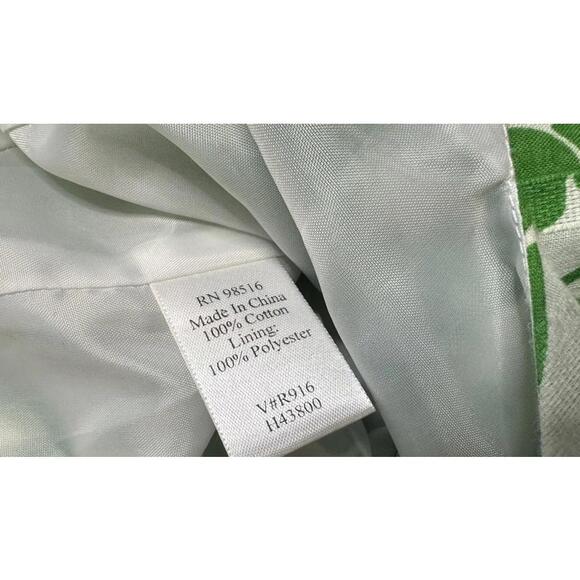 RN 98516
Made In China
100% Cotton
Lining:
100% Polyester
V#R916
H43800